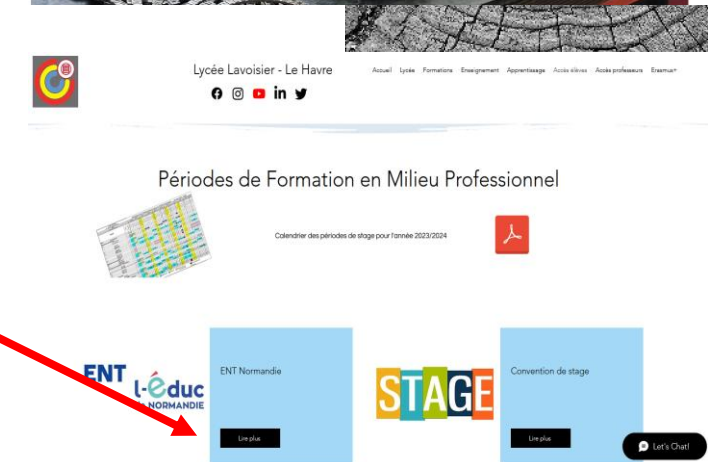 Lycée Lavoisier - Le Havre
Accueil Lycée Formations Enseignement Apprentissage Accès élèves Accès professeurs Erasmus+
Périodes de Formation en Milieu Professionnel
Calendrier des périodes de stage pour l'année 2023/2024
ENT
l-éduc
NORMANDIE
ENT Normandie
Lire plus
STAGE
Convention de stage
Lire plus
Let's Chat!